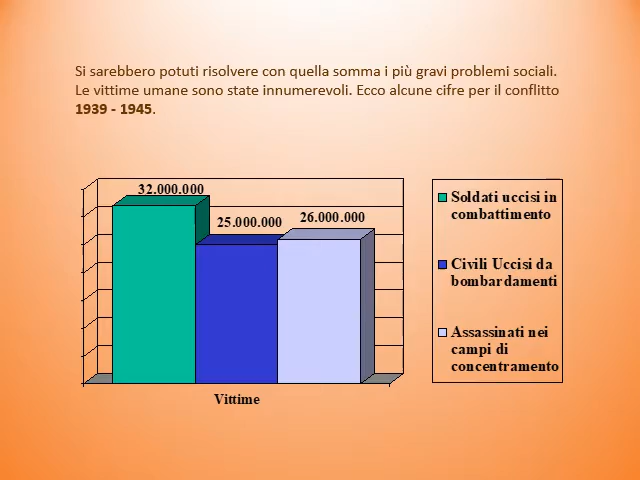 Si sarebbero potuti risolvere con quella somma i più gravi problemi sociali.
Le vittime umane sono state innumerevoli. Ecco alcune cifre per il conflitto
1939 - 1945.
32.000.000
25.000.000
26.000.000
Vittime
Soldati uccisi in
combattimento
Civili Uccisi da
bombardamenti
Assassinati nei
campi di
concentramento